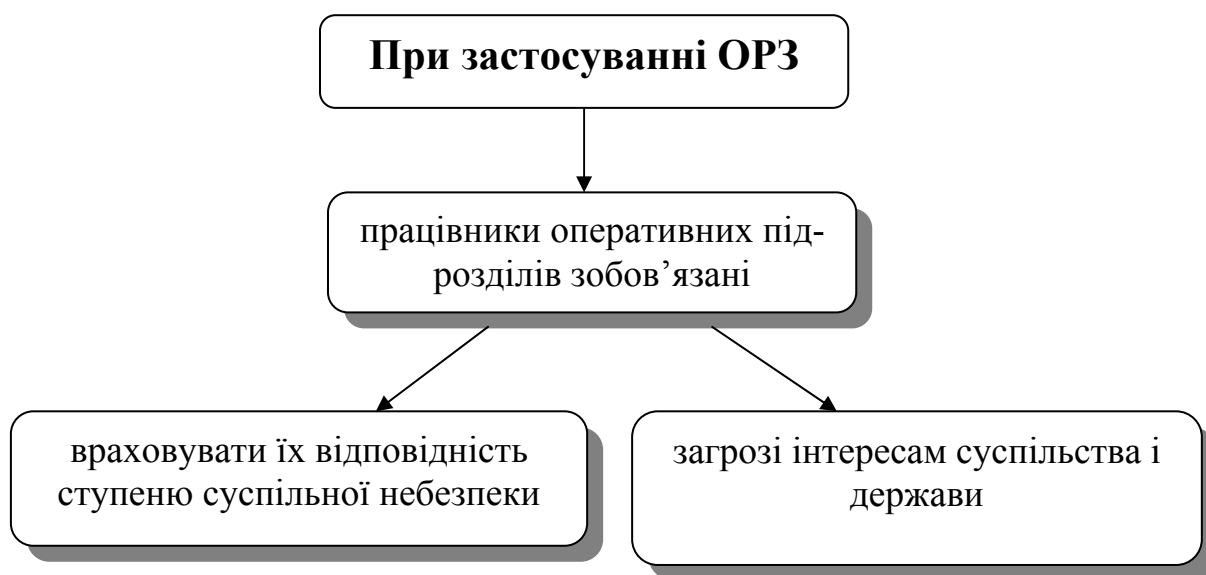 При застосуванні ОРЗ
працівники оперативних під-
розділів зобов’язані
враховувати їх відповідність
ступеню суспільної небезпеки
загрозі інтересам суспільства і
держави